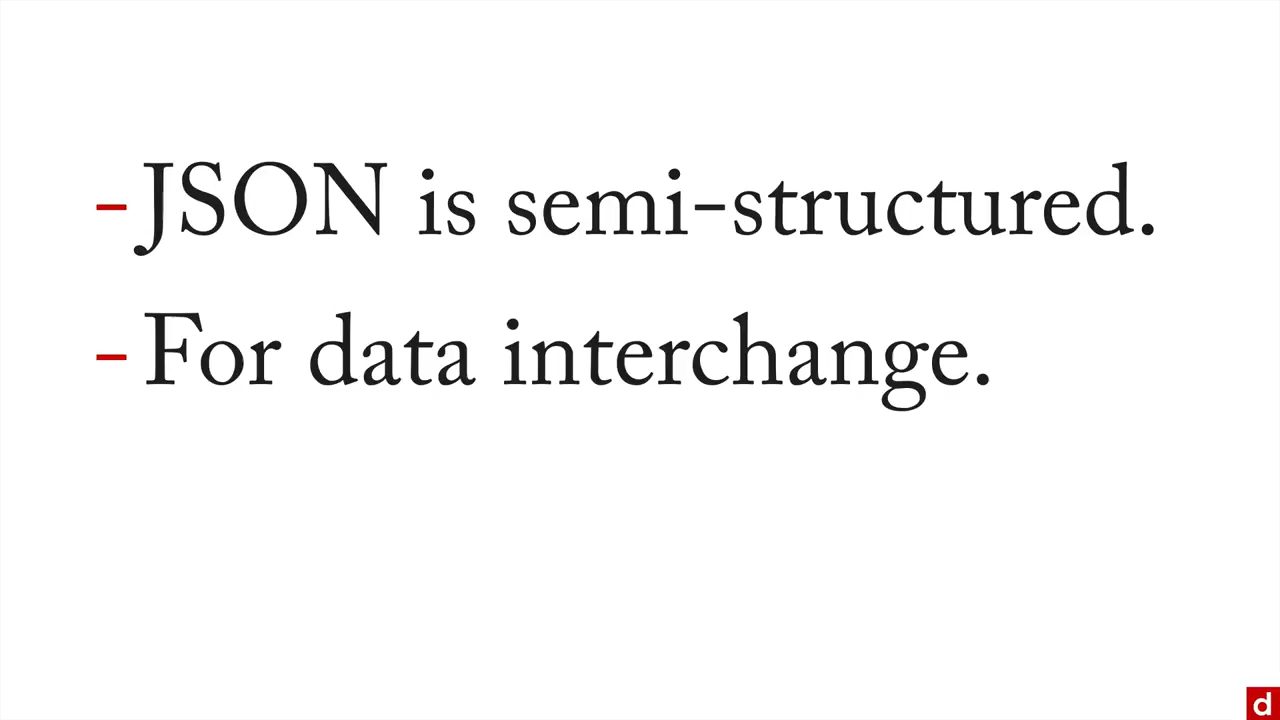 -JSON is semi-structured.
-For data interchange.
d